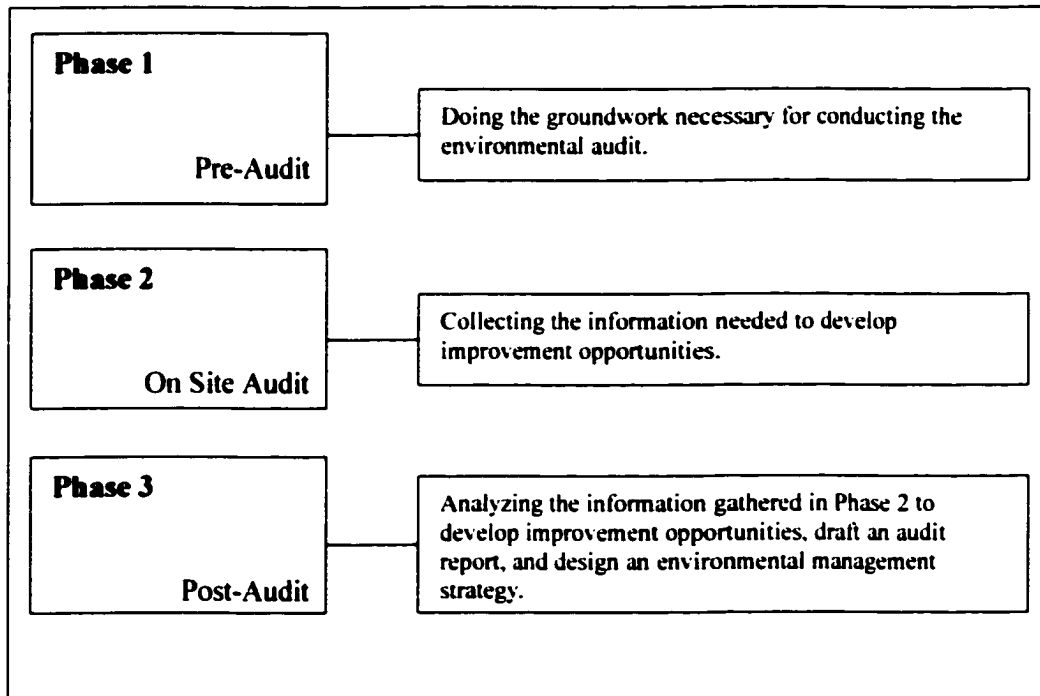 Phase 1
Pre-Audit
Doing the groundwork necessary for conducting the
environmental audit.
Phase 2
On Site Audit
Collecting the information needed to develop
improvement opportunities.
Phase 3
Post-Audit
Analyzing the information gathered in Phase 2 to
develop improvement opportunities, draft an audit
report, and design an environmental management
strategy.